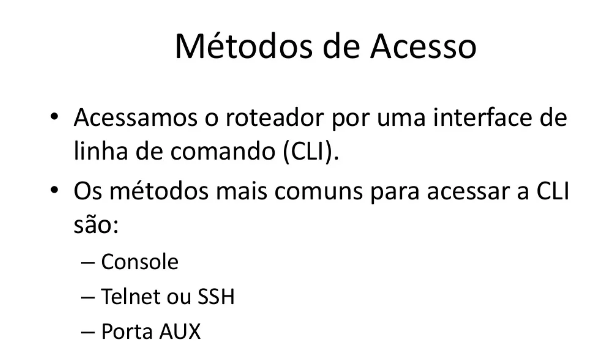 Métodos de Acesso
• Acessamos o roteador por uma interface de
linha de comando (CLI).
• Os métodos mais comuns para acessar a CLI
são:
– Console
– Telnet ou SSH
– Porta AUX